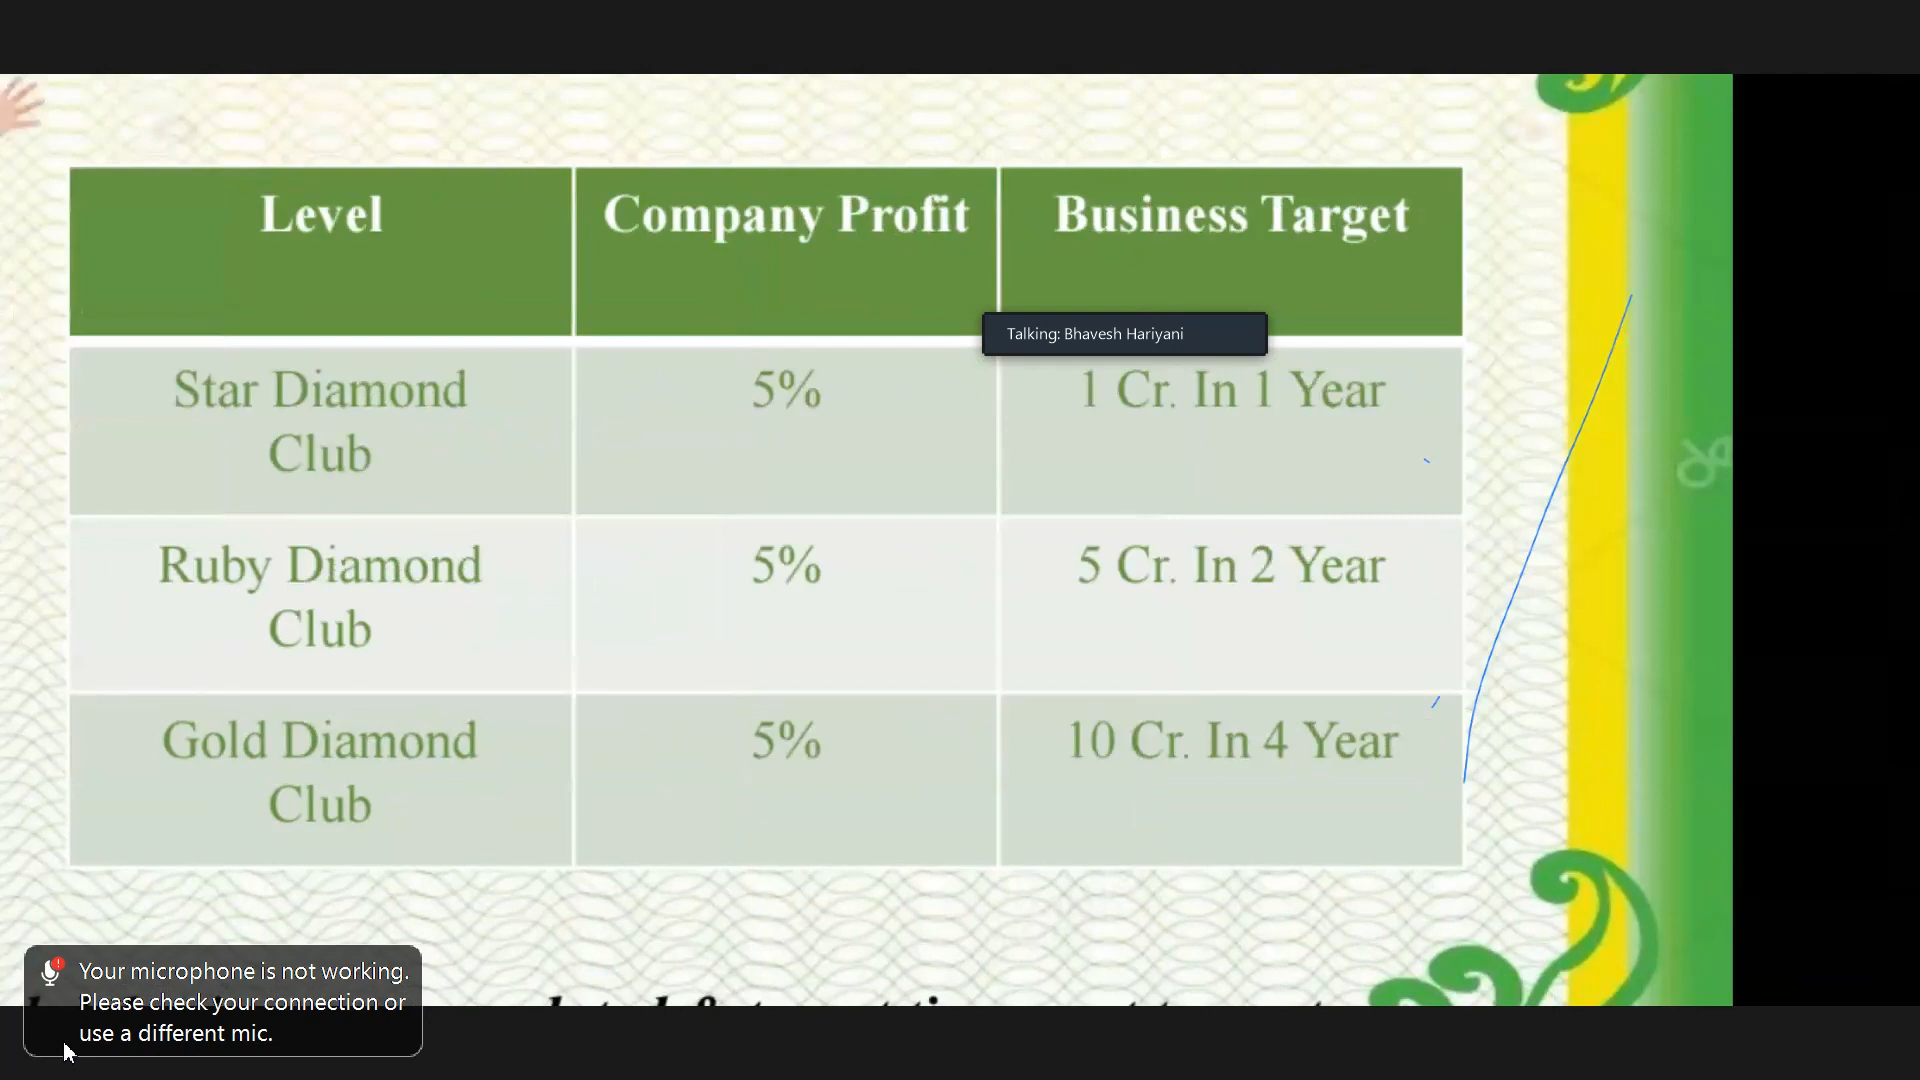 Level Company Profit Business Target
Talking: Bhavesh Hariyani
Star Diamond 5% 1 Cr. In 1 Year
Club
Ruby Diamond 5% 5 Cr. In 2 Year
Club
Gold Diamond 5% 10 Cr. In 4 Year
Club
Your microphone is not working.
Please check your connection or
use a different mic.